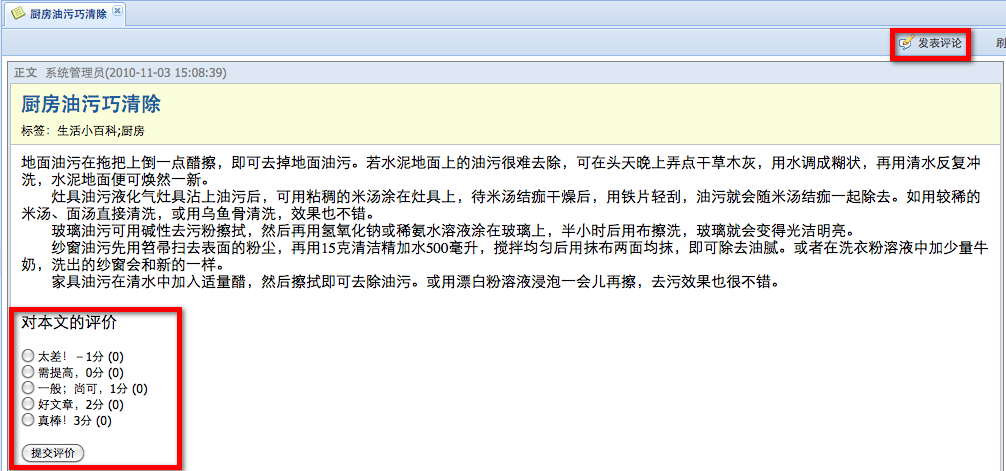 厨房油污巧清除
发表评论
刷
正文 系统管理员(2010-11-03 15:08:39)
厨房油污巧清除
标签：生活小百科;厨房
地面油污在拖把上倒一点醋擦，即可去掉地面油污。若水泥地面上的油污很难去除，可在头天晚上弄点干草木灰，用水调成糊状，再用清水反复冲
洗，水泥地面便可焕然一新。
灶具油污液化气灶具沾上油污后，可用粘稠的米汤涂在灶具上，待米汤结痂干燥后，用铁片轻刮，油污就会随米汤结痂一起除去。如用较稀的
米汤、面汤直接清洗，或用乌鱼骨清洗，效果也不错。
玻璃油污可用碱性去污粉擦拭，然后再用氢氧化钠或稀氨水溶液涂在玻璃上，半小时后用布擦洗，玻璃就会变得光洁明亮。
纱窗油污先用笤帚扫去表面的粉尘，再用15克清洁精加水500毫升，搅拌均匀后用抹布两面均抹，即可除去油腻。或者在洗衣粉溶液中加少量牛
奶，洗出的纱窗会和新的一样。
家具油污在清水中加入适量醋，然后擦拭即可去除油污。或用漂白粉溶液浸泡一会儿再擦，去污效果也很不错。
对本文的评价
太差！－1分 (0)
需提高，0分 (0)
一般；尚可，1分 (0)
好文章，2分 (0)
真棒！3分 (0)
提交评价